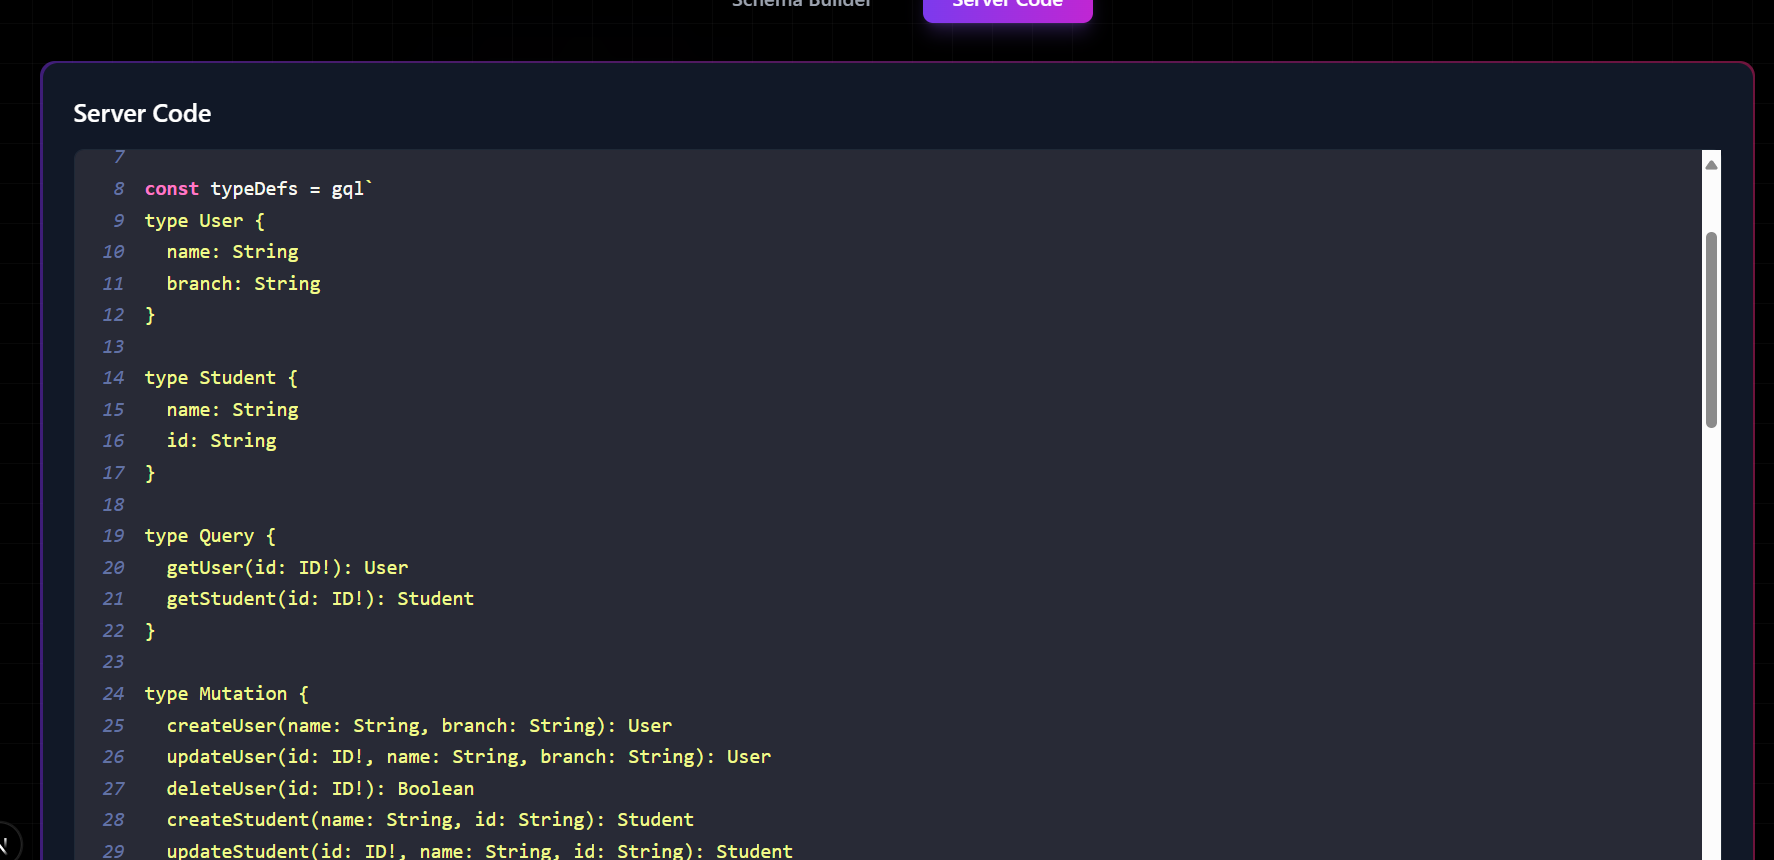 Schema Builder
Server Code
Server Code
7
8 const typeDefs = gql`
9 type User {
10   name: String
11   branch: String
12 }
13
14 type Student {
15   name: String
16   id: String
17 }
18
19 type Query {
20   getUser(id: ID!): User
21   getStudent(id: ID!): Student
22 }
23
24 type Mutation {
25   createUser(name: String, branch: String): User
26   updateUser(id: ID!, name: String, branch: String): User
27   deleteUser(id: ID!): Boolean
28   createStudent(name: String, id: String): Student
29   updateStudent(id: ID!, name: String, id: String): Student
N